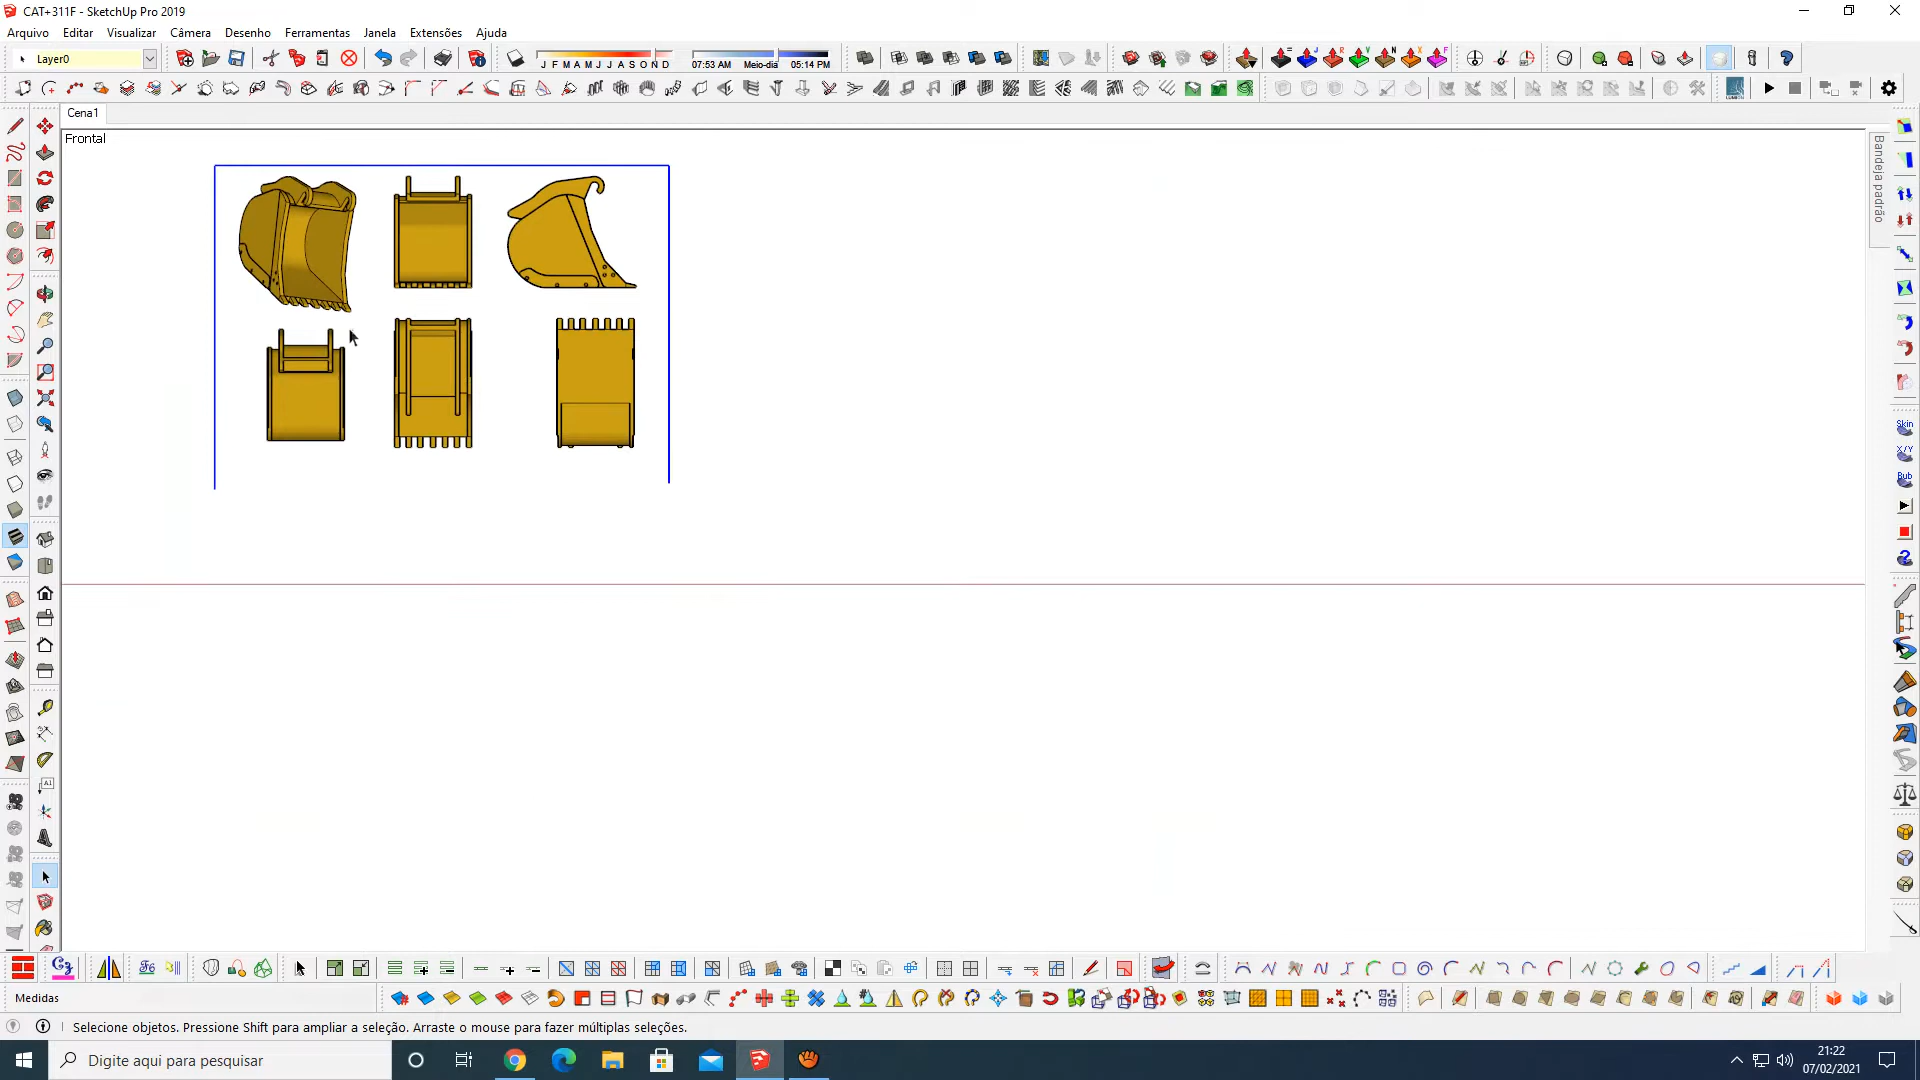 CAT+311F - SketchUp Pro 2019
Arquivo Editar Visualizar Câmera Desenho Ferramentas Janela Extensões Ajuda
Layer0
J F M A M J J A S O N D
07:53 AM Meio-dia 05:14 PM
Cena1
Frontal
Bandeja padrão
Skin
X/Y
Bub
Medidas
Selecione objetos. Pressione Shift para ampliar a seleção. Arraste o mouse para fazer múltiplas seleções.
Digite aqui para pesquisar
21:22
07/02/2021